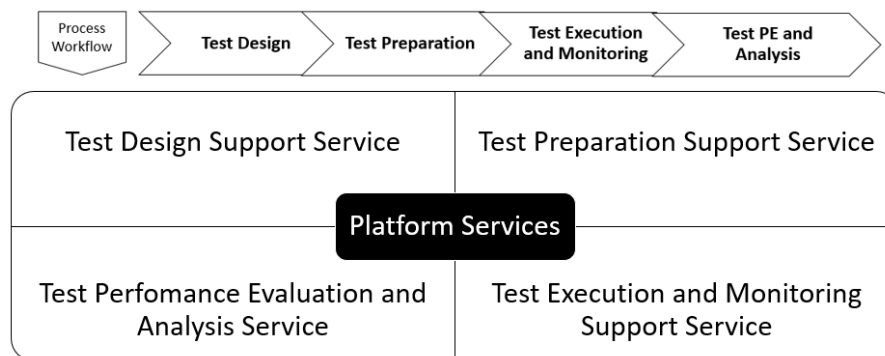 Process
Workflow
Test Design
Test Preparation
Test Execution
and Monitoring
Test PE and
Analysis
Test Design Support Service
Test Preparation Support Service
Platform Services
Test Perfomance Evaluation and
Analysis Service
Test Execution and Monitoring
Support Service